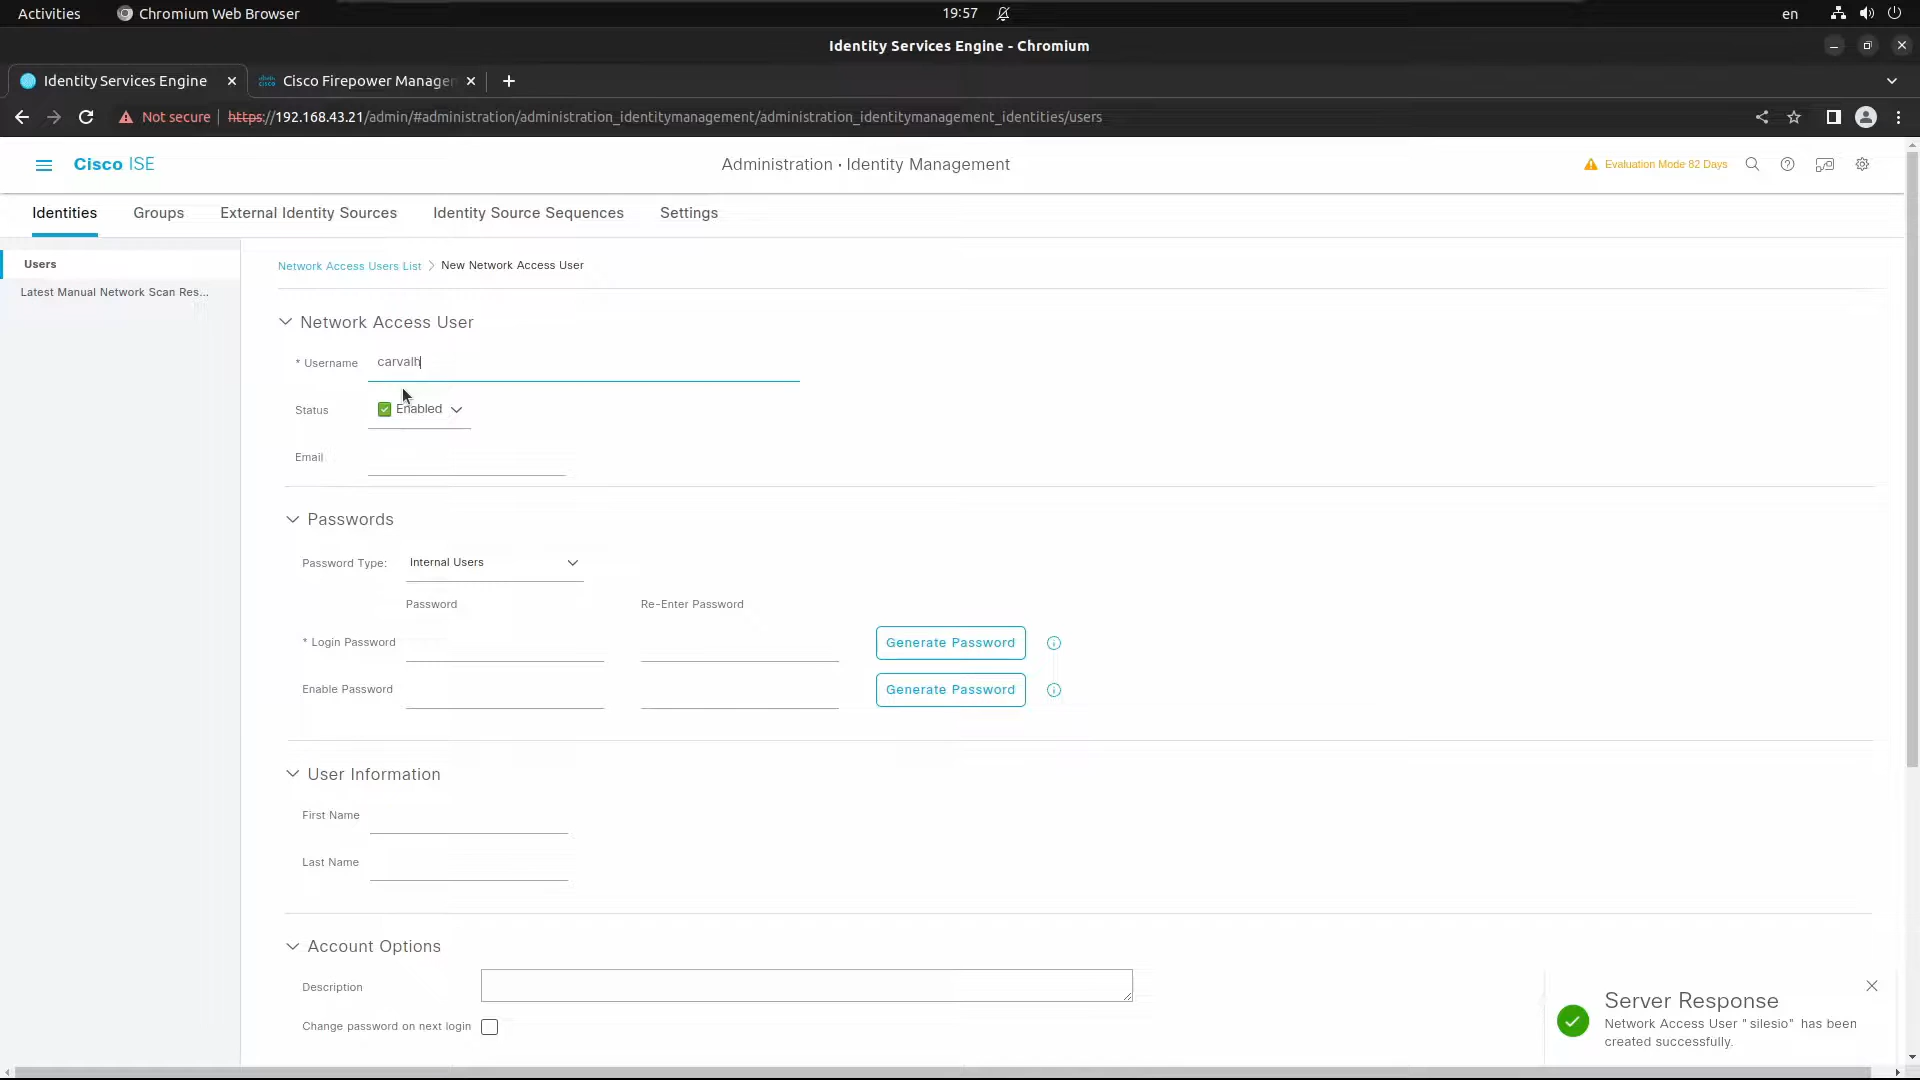 Activities
Chromium Web Browser
19:57
en
Identity Services Engine - Chromium
Identity Services Engine
Cisco Firepower Manager
Not secure
https://192.168.43.21/admin/#administration/administration_identitymanagement/administration_identitymanagement_identities/users
Cisco ISE
Administration · Identity Management
Evaluation Mode 82 Days
Identities
Groups
External Identity Sources
Identity Source Sequences
Settings
Users
Latest Manual Network Scan Res...
Network Access Users List
New Network Access User
Network Access User
* Username
carvalh
Status
Enabled
Email
Passwords
Password Type:
Internal Users
Password
Re-Enter Password
* Login Password
Generate Password
Enable Password
Generate Password
User Information
First Name
Last Name
Account Options
Description
Change password on next login
Server Response
Network Access User "silesio" has been
created successfully.